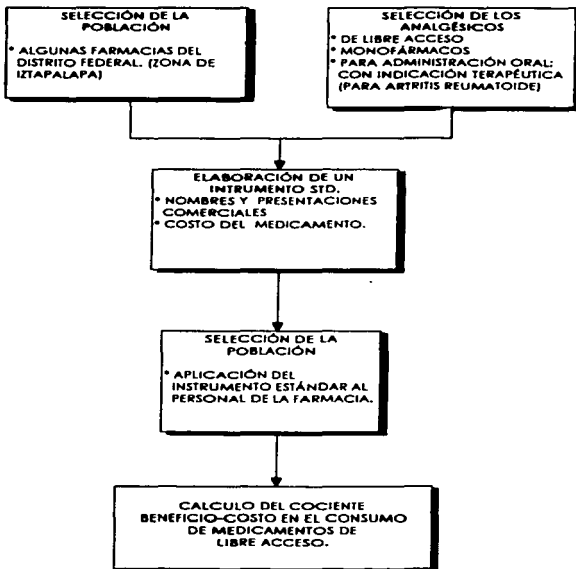 SELECCIÓN DE LA
POBLACIÓN
* ALGUNAS FARMACIAS DEL
DISTRITO FEDERAL. (ZONA DE
IZTAPALAPA)
SELECCIÓN DE LOS
ANALGÉSICOS
* DE LIBRE ACCESO
* MONOFÁRMACOS
* PARA ADMINISTRACIÓN ORAL:
CON INDICACIÓN TERAPÉUTICA
(PARA ARTRITIS REUMATOIDE)
ELABORACIÓN DE UN
INTRUMENTO STD.
* NOMBRES Y PRESENTACIONES
COMERCIALES
* COSTO DEL MEDICAMENTO.
SELECCIÓN DE LA
POBLACIÓN
* APLICACIÓN DEL
INSTRUMENTO ESTÁNDAR AL
PERSONAL DE LA FARMACIA.
CALCULO DEL COCIENTE
BENEFICIO-COSTO EN EL CONSUMO
DE MEDICAMENTOS DE
LIBRE ACCESO.